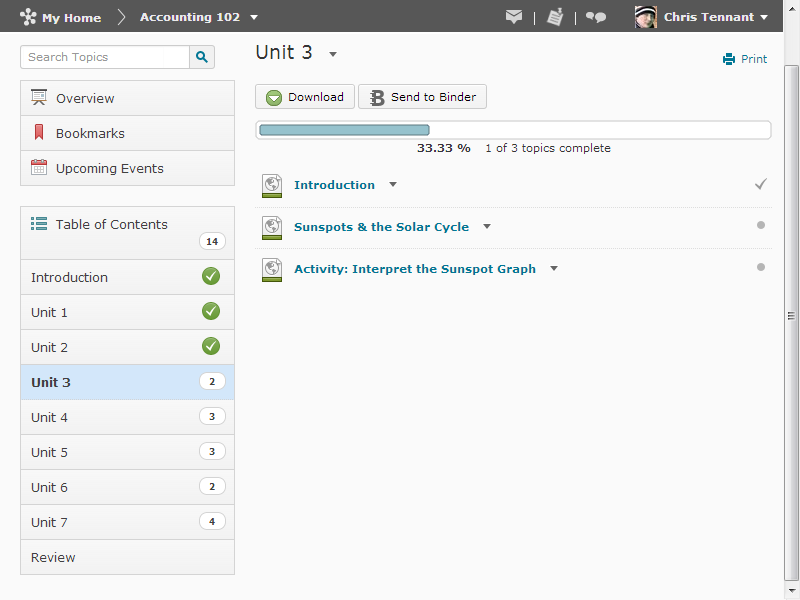 My Home
Accounting 102
Chris Tennant
Search Topics
Overview
Bookmarks
Upcoming Events
Table of Contents
14
Introduction
Unit 1
Unit 2
Unit 3
2
Unit 4
3
Unit 5
3
Unit 6
2
Unit 7
4
Review
Unit 3
Print
Download
Send to Binder
33.33 % 1 of 3 topics complete
Introduction
Sunspots & the Solar Cycle
Activity: Interpret the Sunspot Graph